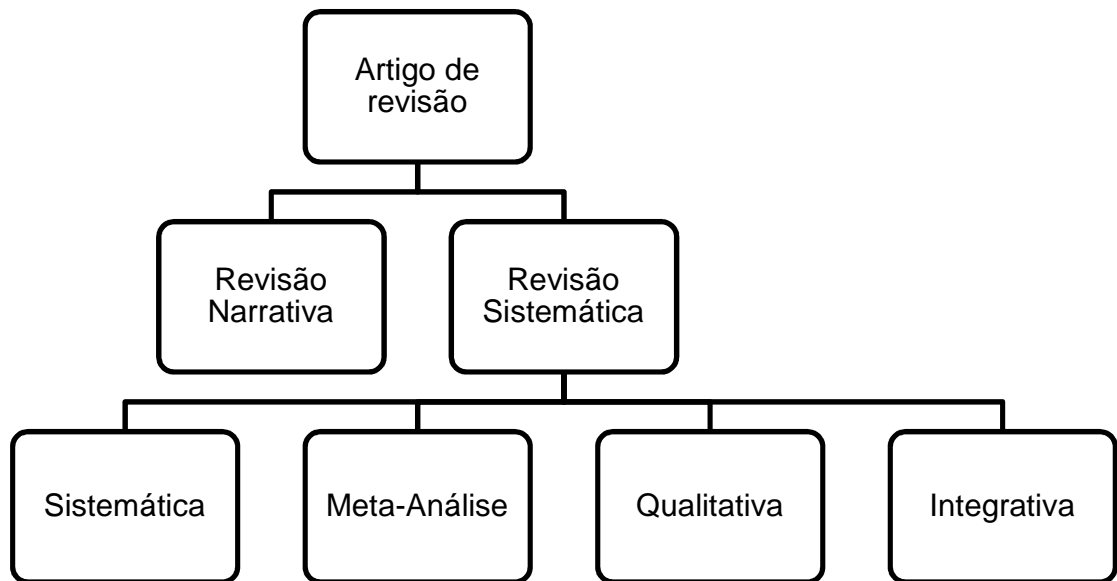 Artigo de
revisão
Revisão
Narrativa
Revisão
Sistemática
Sistemática
Meta-Análise
Qualitativa
Integrativa